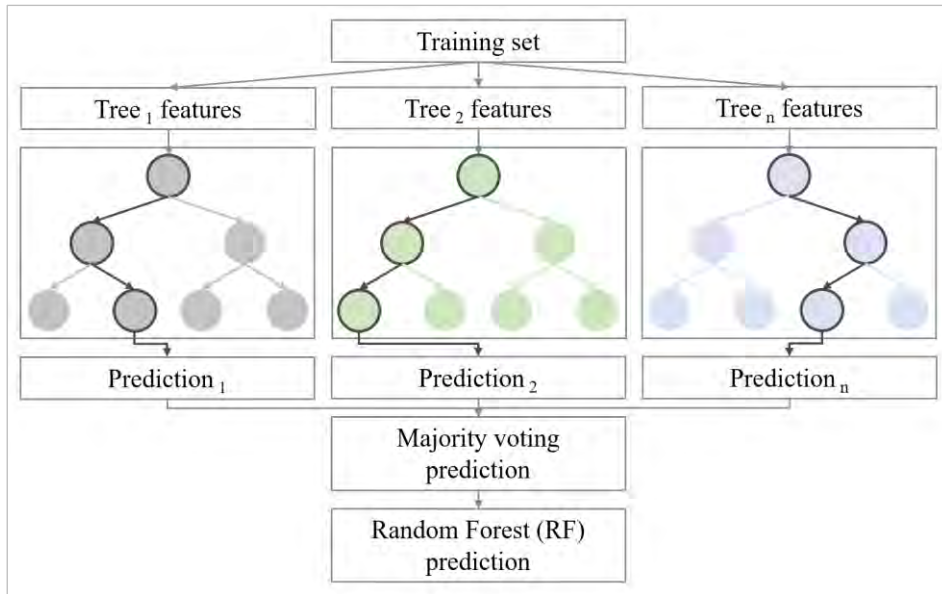 Training set
Tree 1 features
Tree 2 features
Tree n features
Prediction 1
Prediction 2
Prediction n
Majority voting
prediction
Random Forest (RF)
prediction